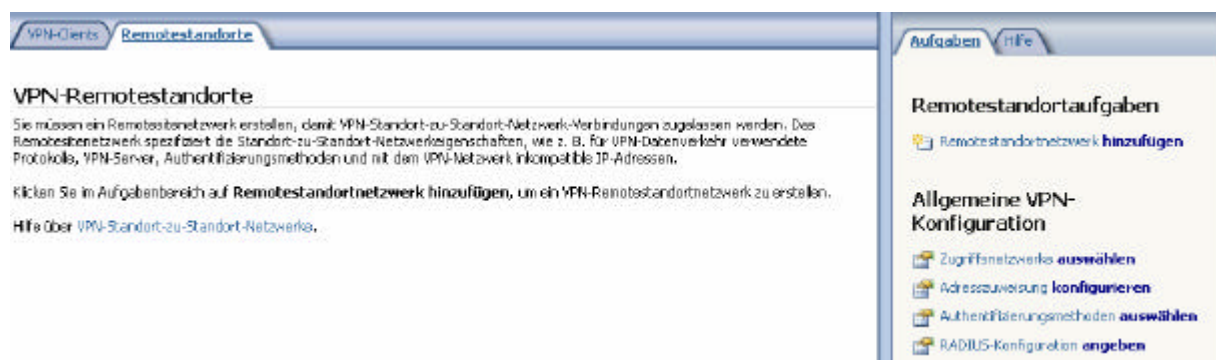 VPN-Clients
Remotestandorte
VPN-Remotestandorte
Sie müssen ein Remotesitenetzwerk erstellen, damit VPN-Standort-zu-Standort-Netzwerk-Verbindungen zugelassen werden. Das
Remotesitenetzwerk spezifiziert die Standort-zu-Standort-Netzwerkeigenschaften, wie z. B. für VPN-Datenverkehr verwendete
Protokolle, VPN-Server, Authentifizierungsmethoden und mit dem VPN-Netzwerk inkompatible IP-Adressen.
Klicken Sie im Aufgabenbereich auf Remotestandortnetzwerk hinzufügen, um ein VPN-Remotestandortnetzwerk zu erstellen.
Hilfe über VPN-Standort-zu-Standort-Netzwerke.
Aufgaben
Hilfe
Remotestandortaufgaben
Remotestandortnetzwerk hinzufügen
Allgemeine VPN-
Konfiguration
Zugriffsnetzwerke auswählen
Adresszuweisung konfigurieren
Authentifizierungsmethoden auswählen
RADIUS-Konfiguration angeben